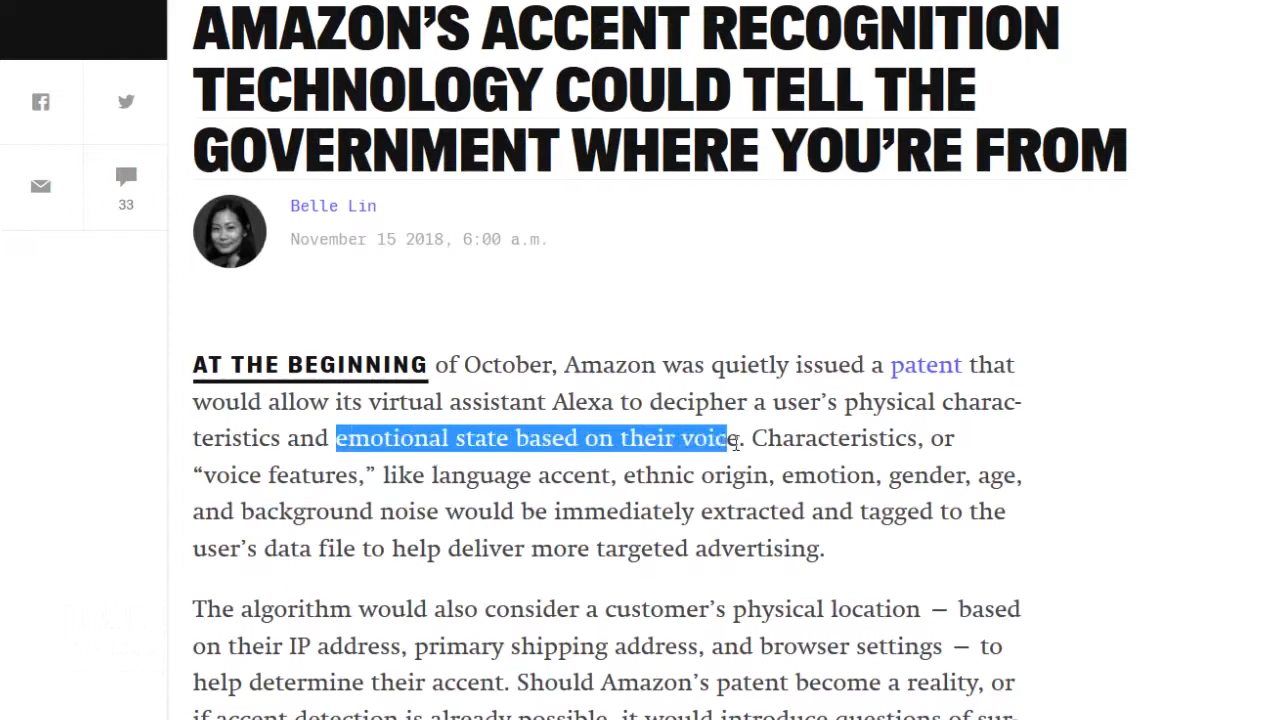 AMAZON’S ACCENT RECOGNITION
TECHNOLOGY COULD TELL THE
GOVERNMENT WHERE YOU’RE FROM
33
Belle Lin
November 15 2018, 6:00 a.m.
AT THE BEGINNING of October, Amazon was quietly issued a patent that
would allow its virtual assistant Alexa to decipher a user’s physical charac-
teristics and emotional state based on their voice. Characteristics, or
“voice features,” like language accent, ethnic origin, emotion, gender, age,
and background noise would be immediately extracted and tagged to the
user’s data file to help deliver more targeted advertising.
The algorithm would also consider a customer’s physical location — based
on their IP address, primary shipping address, and browser settings — to
help determine their accent. Should Amazon’s patent become a reality, or
if accent detection is already possible, it would introduce questions of sur-